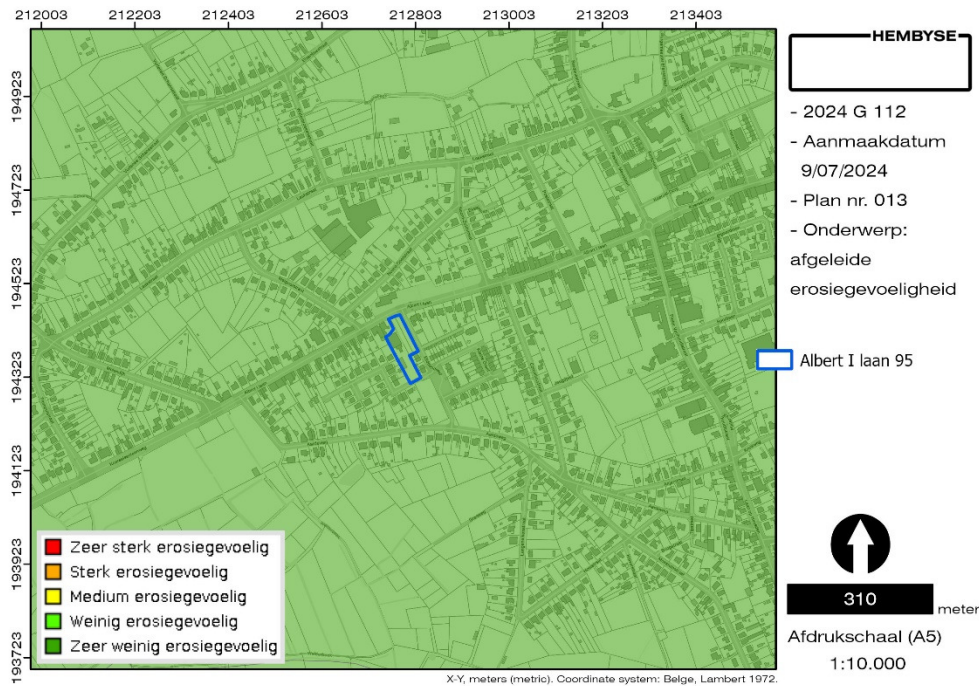 212003 212203 212403 212603 212803 213003 213203 213403
194923
194723
194523
194323
194123
193923
193723
Zeer sterk erosiegevoelig
Sterk erosiegevoelig
Medium erosiegevoelig
Weinig erosiegevoelig
Zeer weinig erosiegevoelig
X-Y, meters (metric). Coordinate system: Belge, Lambert 1972.
HEMBYSE
- 2024 G 112
- Aanmaakdatum
9/07/2024
- Plan nr. 013
- Onderwerp:
afgeleide
erosiegevoeligheid
Albert I laan 95
310 meter
Afdrukschaal (A5)
1:10.000